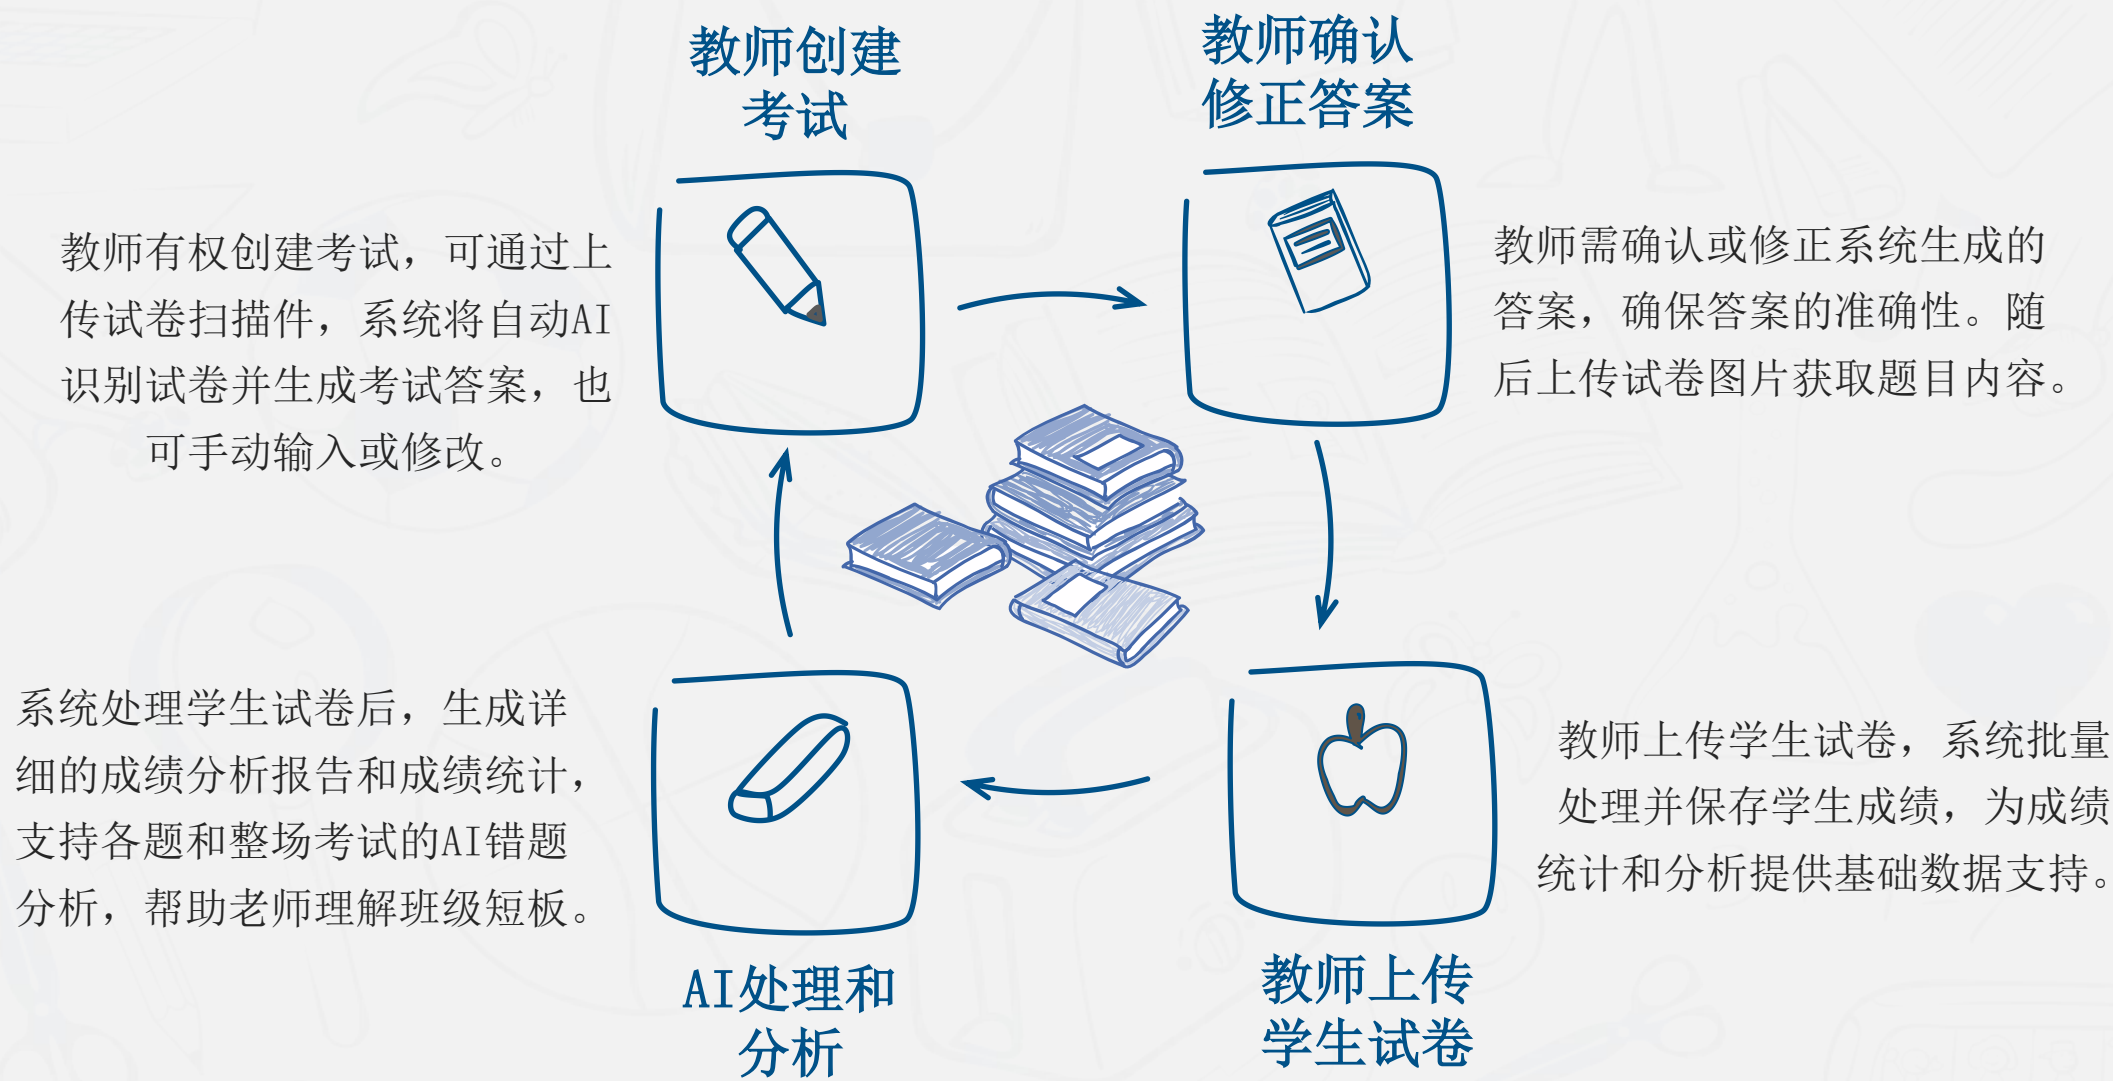 教师创建
考试
教师有权创建考试，可通过上
传试卷扫描件，系统将自动AI
识别试卷并生成考试答案，也
可手动输入或修改。
教师确认
修正答案
教师需确认或修正系统生成的
答案，确保答案的准确性。随
后上传试卷图片获取题目内容。
教师上传学生试卷，系统批量
处理并保存学生成绩，为成绩
统计和分析提供基础数据支持。
教师上传
学生试卷
系统处理学生试卷后，生成详
细的成绩分析报告和成绩统计，
支持各题和整场考试的AI错题
分析，帮助老师理解班级短板。
AI处理和
分析